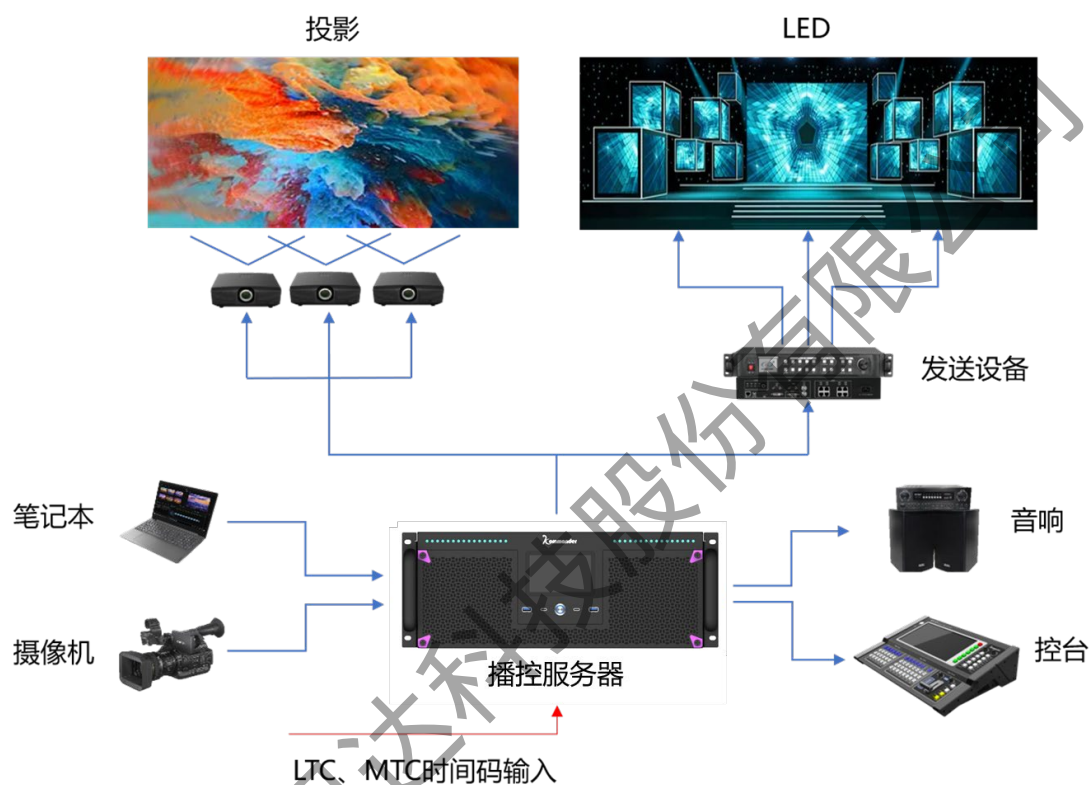 投影
LED
发送设备
笔记本
音响
摄像机
控台
播控服务器
LTC、MTC时间码输入
达科技股份有限公司